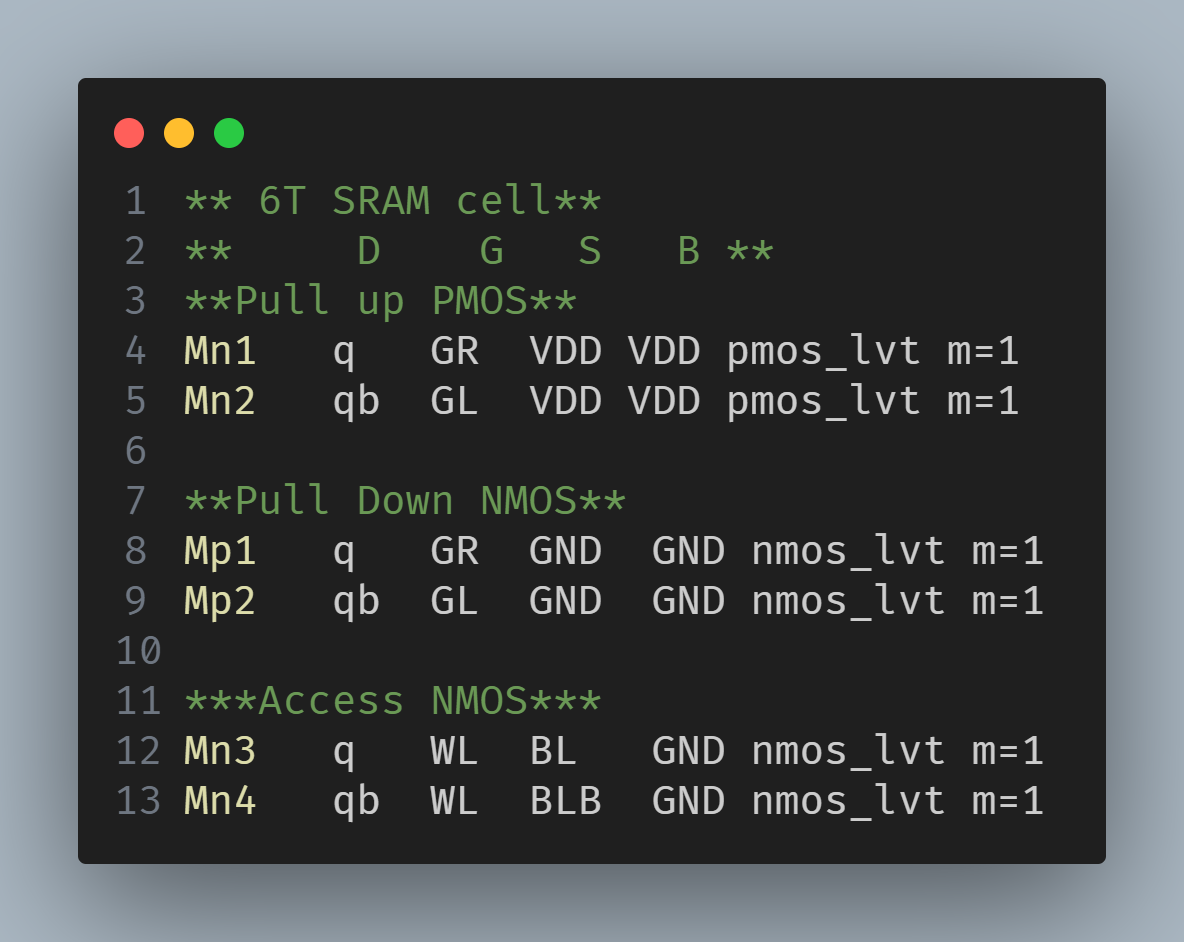 1 ** 6T SRAM cell**
2 **     D    G   S   B **
3 **Pull up PMOS**
4 Mn1   q   GR  VDD VDD pmos_lvt m=1
5 Mn2   qb  GL  VDD VDD pmos_lvt m=1
6
7 **Pull Down NMOS**
8 Mp1   q   GR  GND  GND nmos_lvt m=1
9 Mp2   qb  GL  GND  GND nmos_lvt m=1
10
11 ***Access NMOS***
12 Mn3   q   WL  BL   GND nmos_lvt m=1
13 Mn4   qb  WL  BLB  GND nmos_lvt m=1